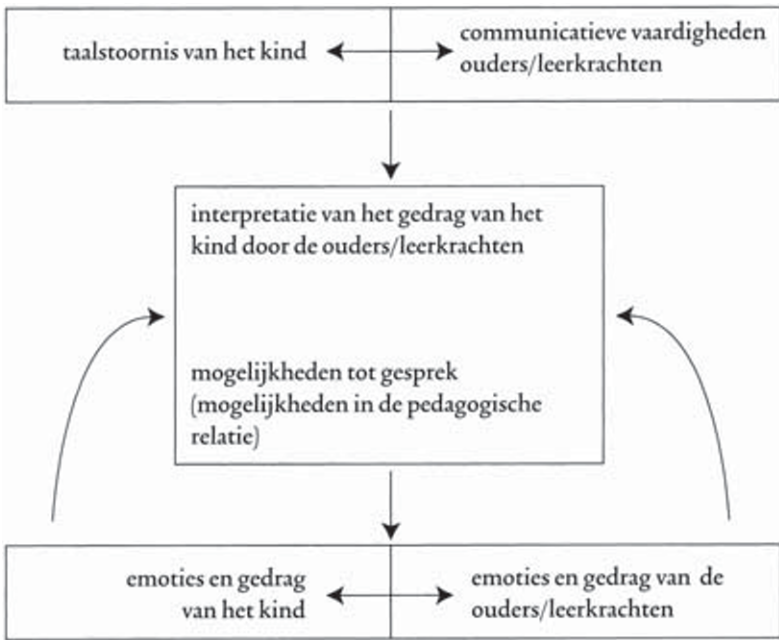 taalstoornis van het kind
communicatieve vaardigheden
ouders/leerkrachten
interpretatie van het gedrag van het
kind door de ouders/leerkrachten
mogelijkheden tot gesprek
(mogelijkheden in de pedagogische
relatie)
emoties en gedrag
van het kind
emoties en gedrag van de
ouders/leerkrachten